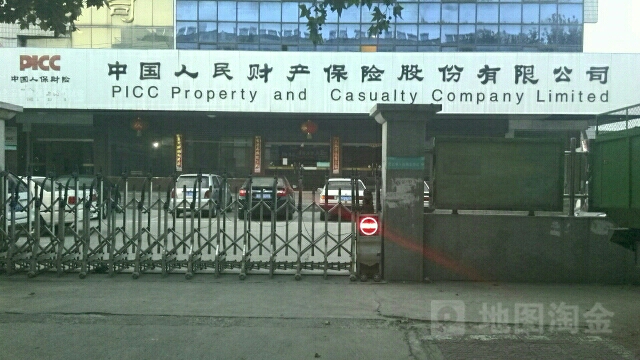 PICC
中国人保财险
中国人民财产保险股份有限公司
PICC Property and Casualty Company Limited
地图淘金